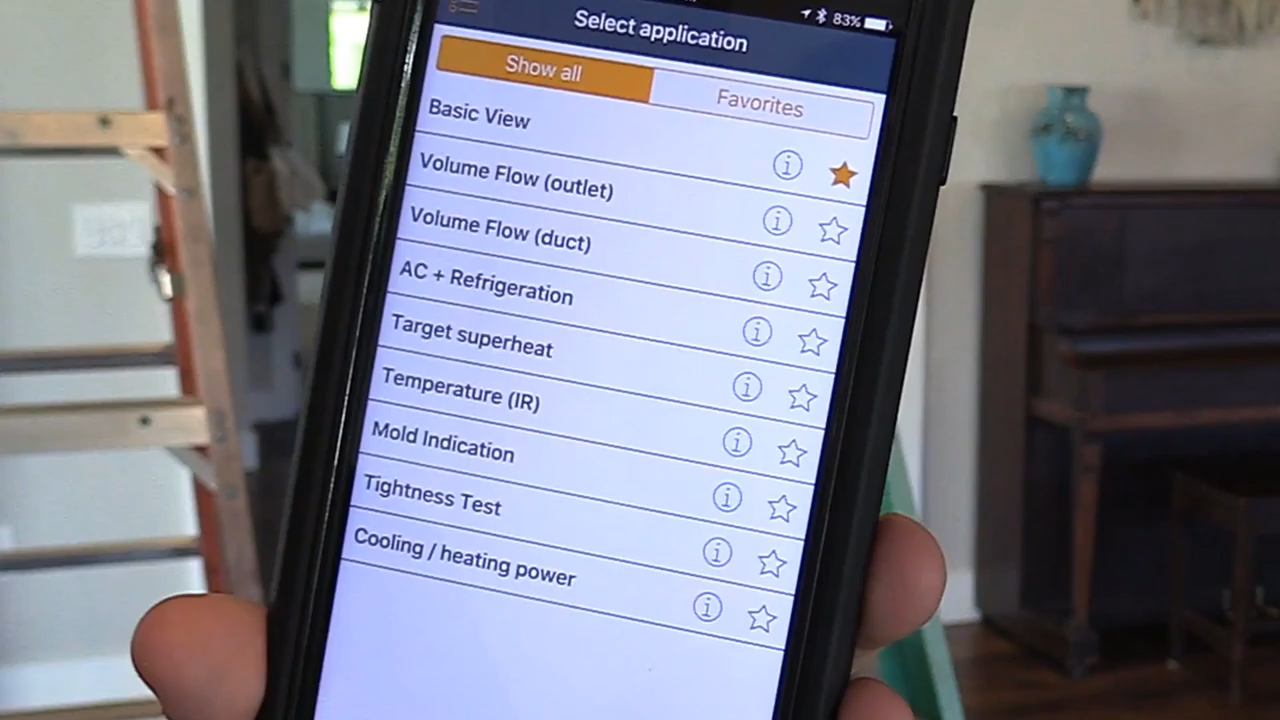 83%
Select application
Show all
Favorites
Basic View
Volume Flow (outlet)
Volume Flow (duct)
AC + Refrigeration
Target superheat
Temperature (IR)
Mold Indication
Tightness Test
Cooling / heating power